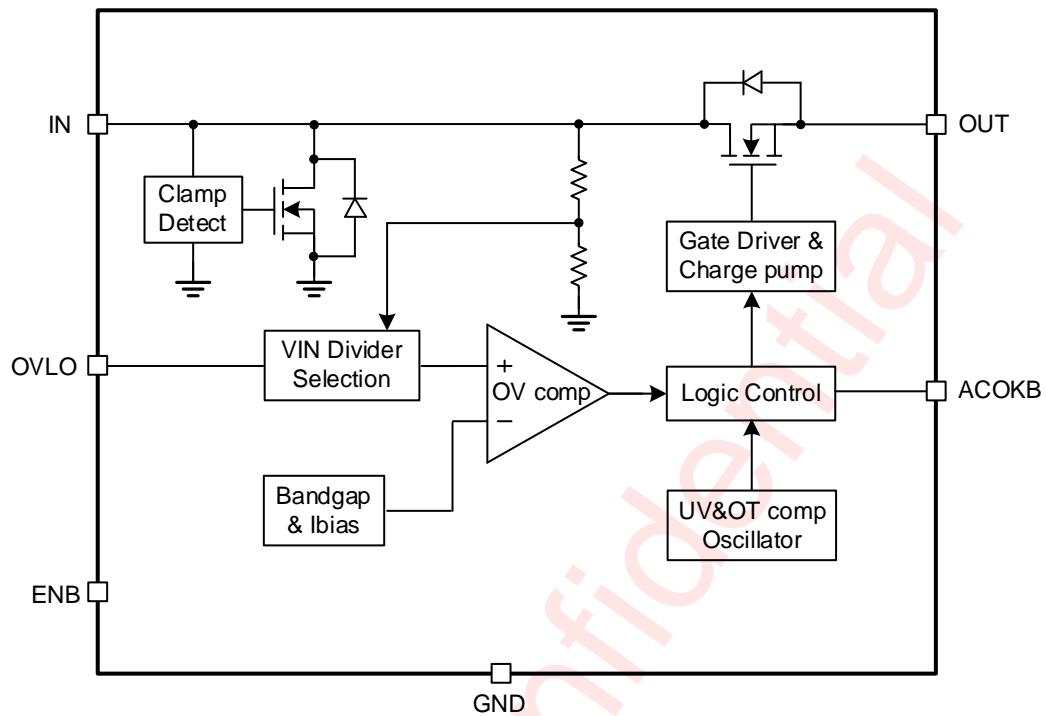 IN
OUT
Clamp
Detect
Gate Driver &
Charge pump
OVLO
VIN Divider
Selection
+
OV comp
−
Logic Control
ACOKB
Bandgap
& Ibias
UV&OT comp
Oscillator
ENB
GND
nfidential